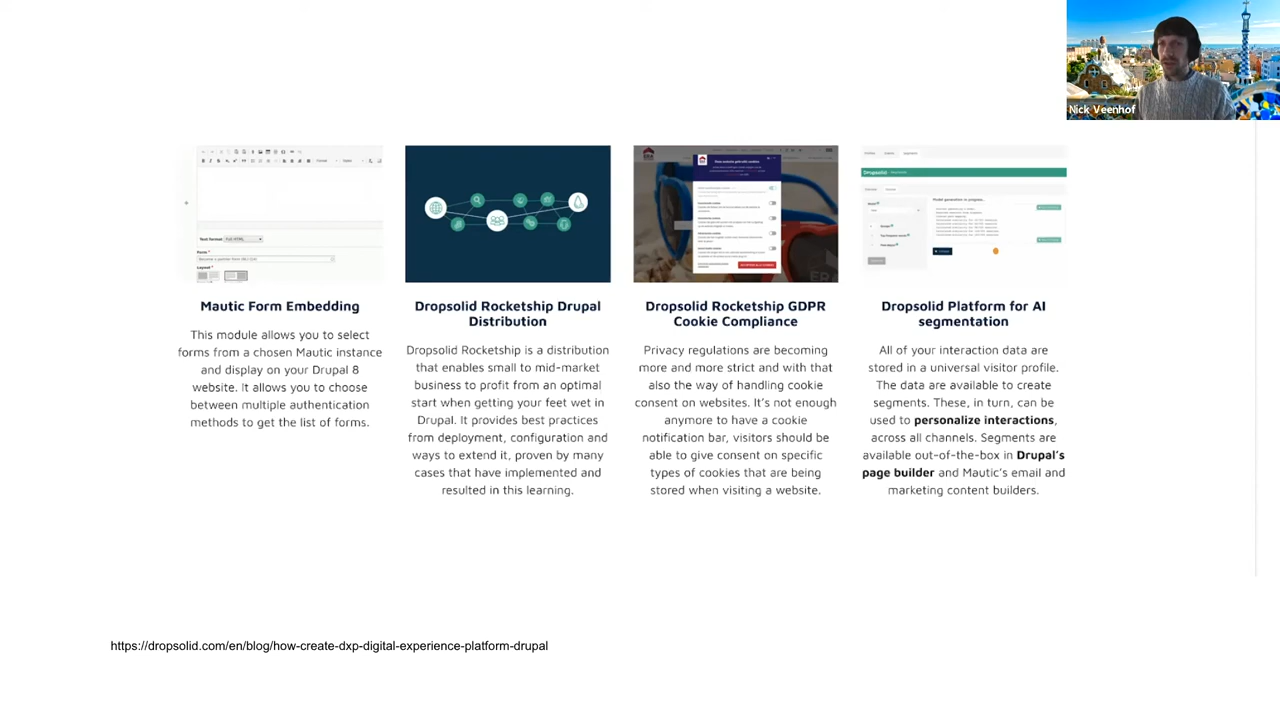 Nick Veenhof
Text format
Full HTML
Form
Layout
Dropsolid
Mautic Form Embedding
This module allows you to select
forms from a chosen Mautic instance
and display on your Drupal 8
website. It allows you to choose
between multiple authentication
methods to get the list of forms.
Dropsolid Rocketship Drupal
Distribution
Dropsolid Rocketship is a distribution
that enables small to mid-market
business to profit from an optimal
start when getting your feet wet in
Drupal. It provides best practices
from deployment, configuration and
ways to extend it, proven by many
cases that have implemented and
resulted in this learning.
Dropsolid Rocketship GDPR
Cookie Compliance
Privacy regulations are becoming
more and more strict and with that
also the way of handling cookie
consent on websites. It's not enough
anymore to have a cookie
notification bar, visitors should be
able to give consent on specific
types of cookies that are being
stored when visiting a website.
Dropsolid Platform for AI
segmentation
All of your interaction data are
stored in a universal visitor profile.
The data are available to create
segments. These, in turn, can be
used to personalize interactions,
across all channels. Segments are
available out-of-the-box in Drupal's
page builder and Mautic's email and
marketing content builders.
https://dropsolid.com/en/blog/how-create-dxp-digital-experience-platform-drupal